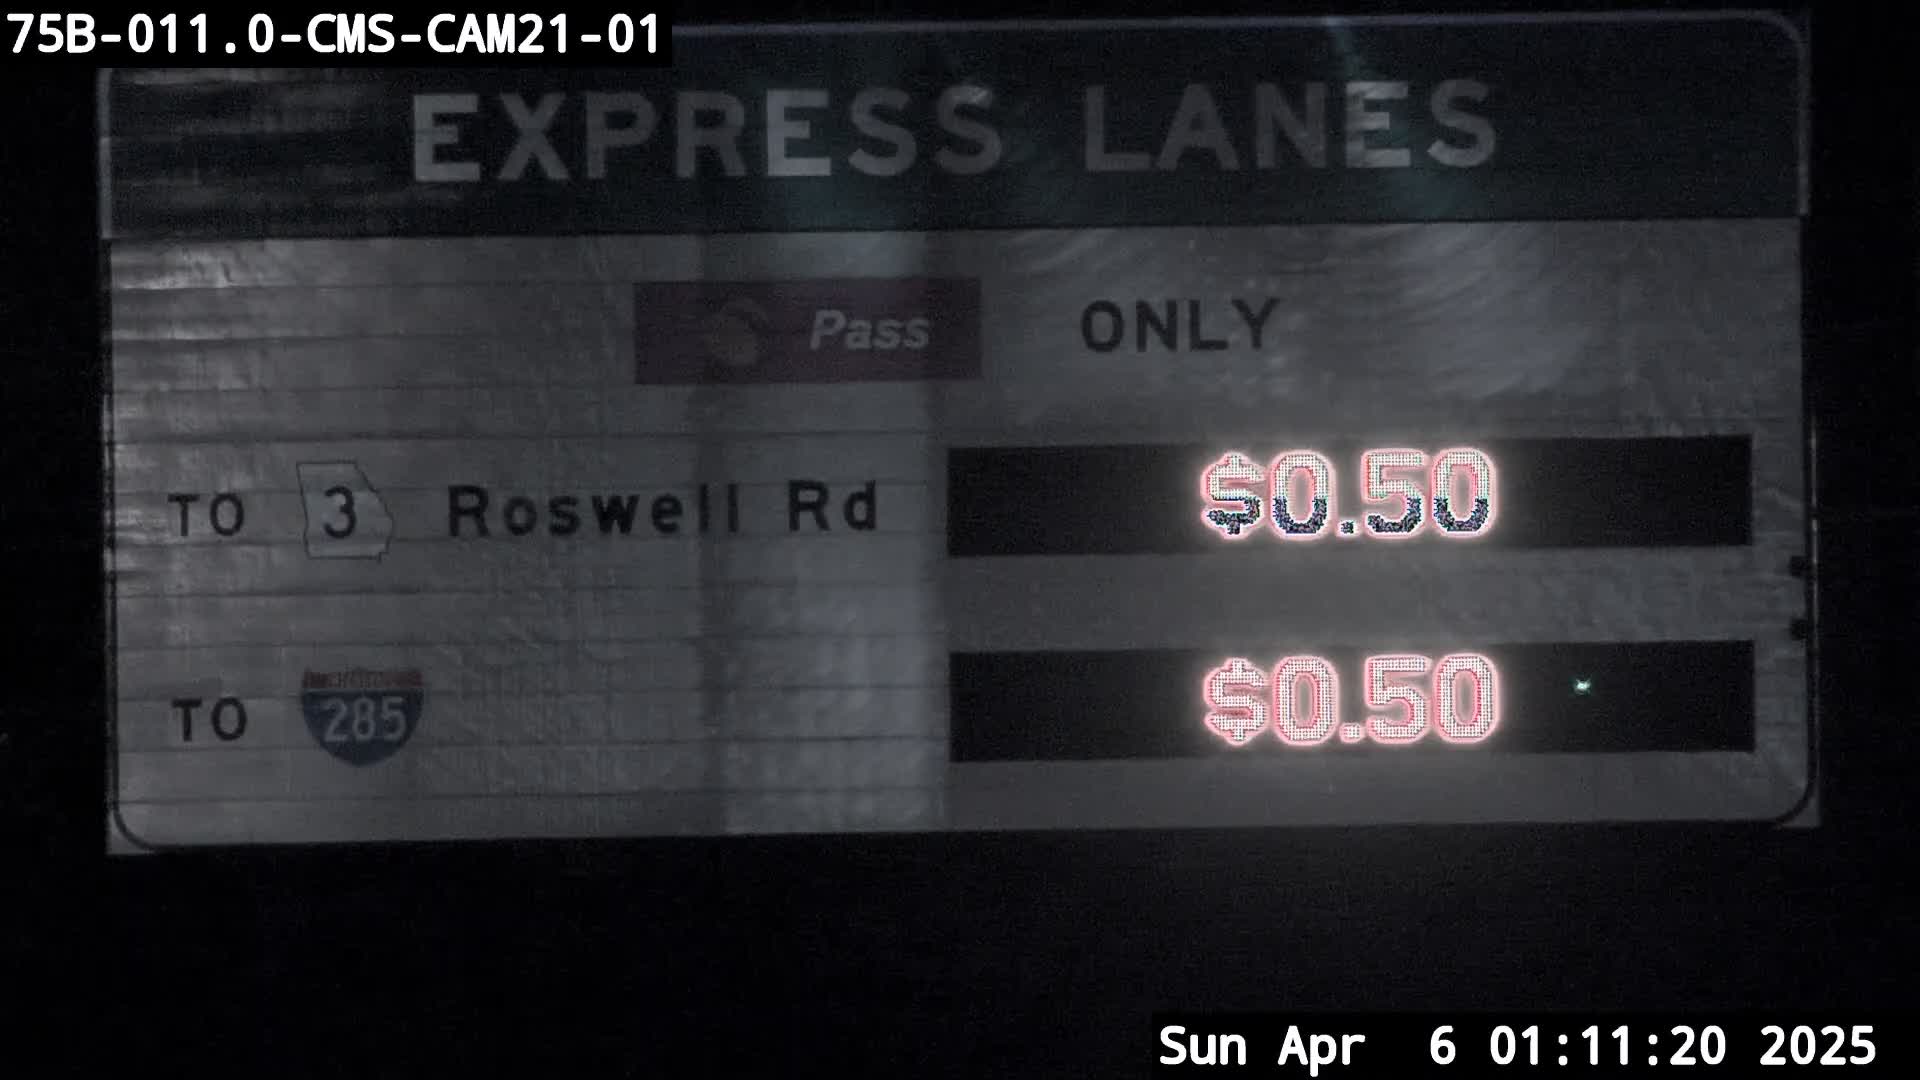 75B-011.0-CMS-CAM21-01
EXPRESS LANES
Pass ONLY
TO 3 Roswell Rd $0.50
TO 285 $0.50
Sun Apr 6 01:11:20 2025